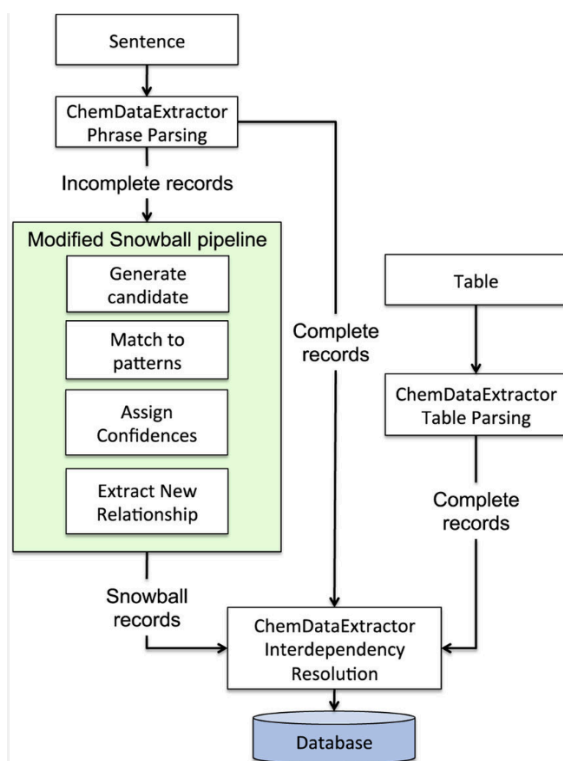 Sentence
ChemDataExtractor
Phrase Parsing
Incomplete records
Modified Snowball pipeline
Generate
candidate
Match to
patterns
Assign
Confidences
Extract New
Relationship
Snowball
records
Complete
records
Table
ChemDataExtractor
Table Parsing
Complete
records
ChemDataExtractor
Interdependency
Resolution
Database